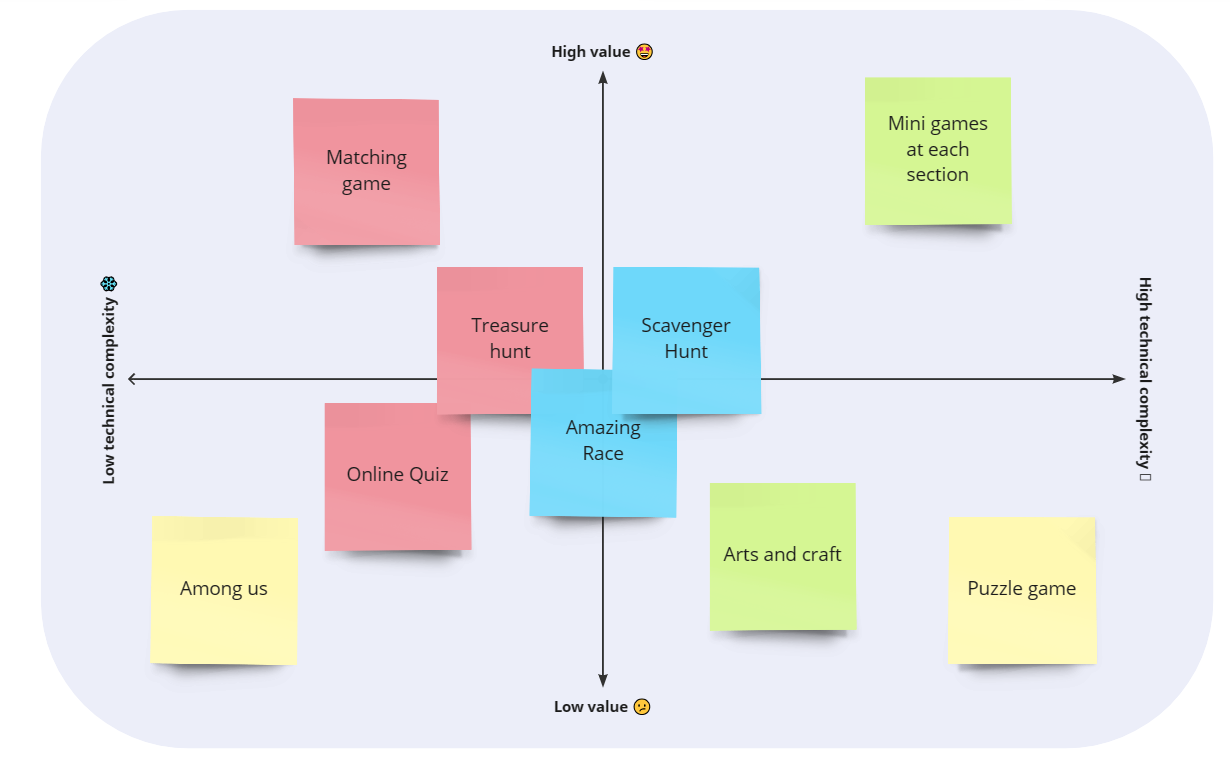 High value 🤩
Matching
game
Mini games
at each
section
Low technical complexity
Treasure
hunt
Scavenger
Hunt
High technical complexity
Amazing
Race
Online Quiz
Arts and craft
Among us
Puzzle game
Low value 🫤